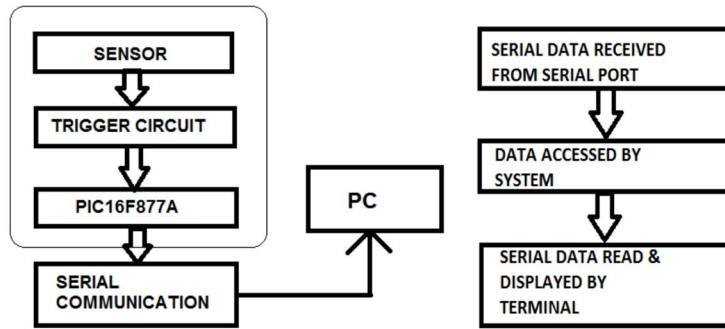 SENSOR
TRIGGER CIRCUIT
PIC16F877A
SERIAL
COMMUNICATION
PC
SERIAL DATA RECEIVED
FROM SERIAL PORT
DATA ACCESSED BY
SYSTEM
SERIAL DATA READ &
DISPLAYED BY
TERMINAL